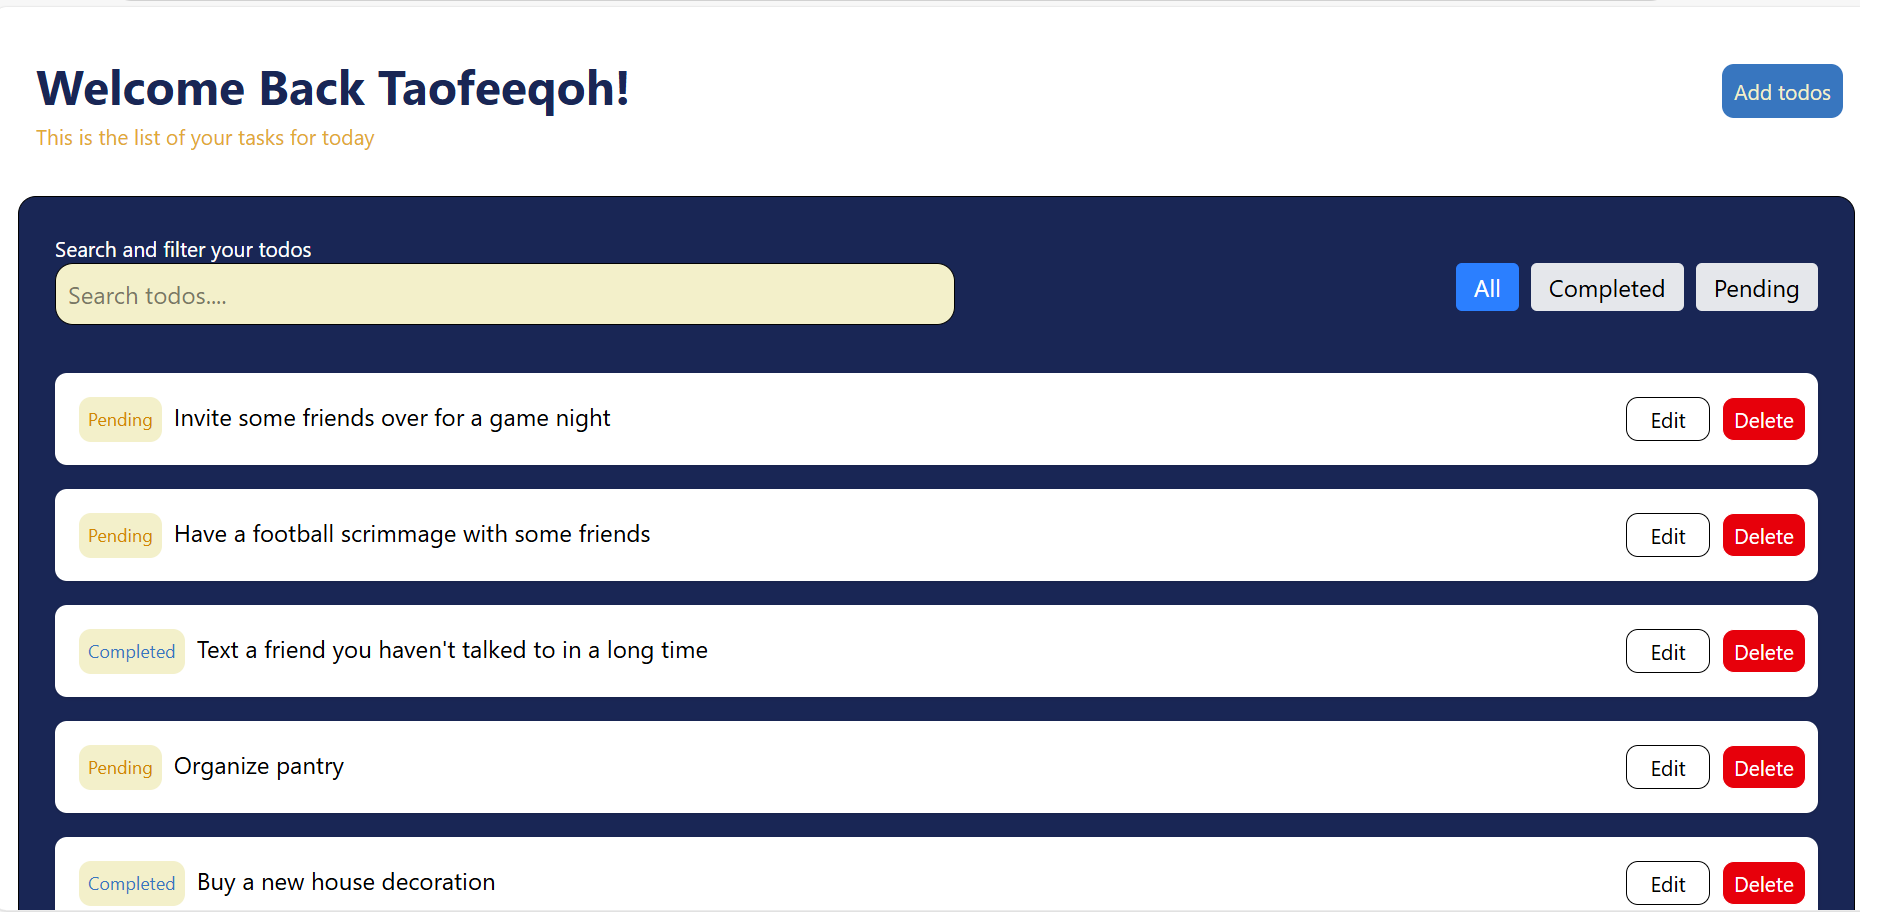 Welcome Back Taofeeqoh!
Add todos
This is the list of your tasks for today
Search and filter your todos
Search todos....
All
Completed
Pending
Pending
Invite some friends over for a game night
Edit
Delete
Pending
Have a football scrimmage with some friends
Edit
Delete
Completed
Text a friend you haven't talked to in a long time
Edit
Delete
Pending
Organize pantry
Edit
Delete
Completed
Buy a new house decoration
Edit
Delete